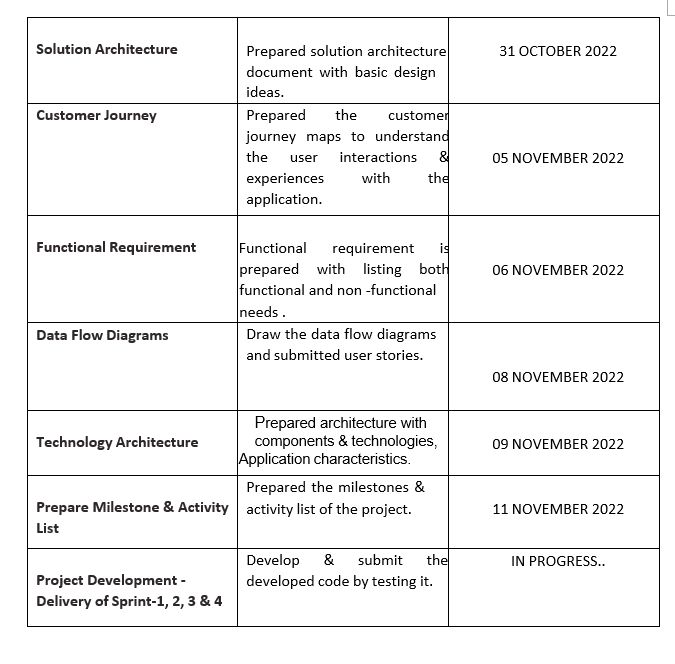 Solution Architecture
Prepared solution architecture
document with basic design
ideas.
31 OCTOBER 2022
Customer Journey
Prepared the customer
journey maps to understand
the user interactions &
experiences with the
application.
05 NOVEMBER 2022
Functional Requirement
Functional requirement is
prepared with listing both
functional and non -functional
needs .
06 NOVEMBER 2022
Data Flow Diagrams
Draw the data flow diagrams
and submitted user stories.
08 NOVEMBER 2022
Technology Architecture
Prepared architecture with
components & technologies,
Application characteristics.
09 NOVEMBER 2022
Prepare Milestone & Activity
List
Prepared the milestones &
activity list of the project.
11 NOVEMBER 2022
Project Development -
Delivery of Sprint-1, 2, 3 & 4
Develop & submit the
developed code by testing it.
IN PROGRESS..